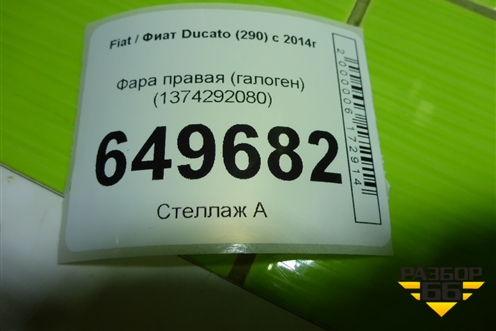 Fiat / Фиат Ducato (290) с 2014г
Фара правая (галоген)
(1374292080)
649682
Стеллаж А
2000006172914
РАЗБОР
66